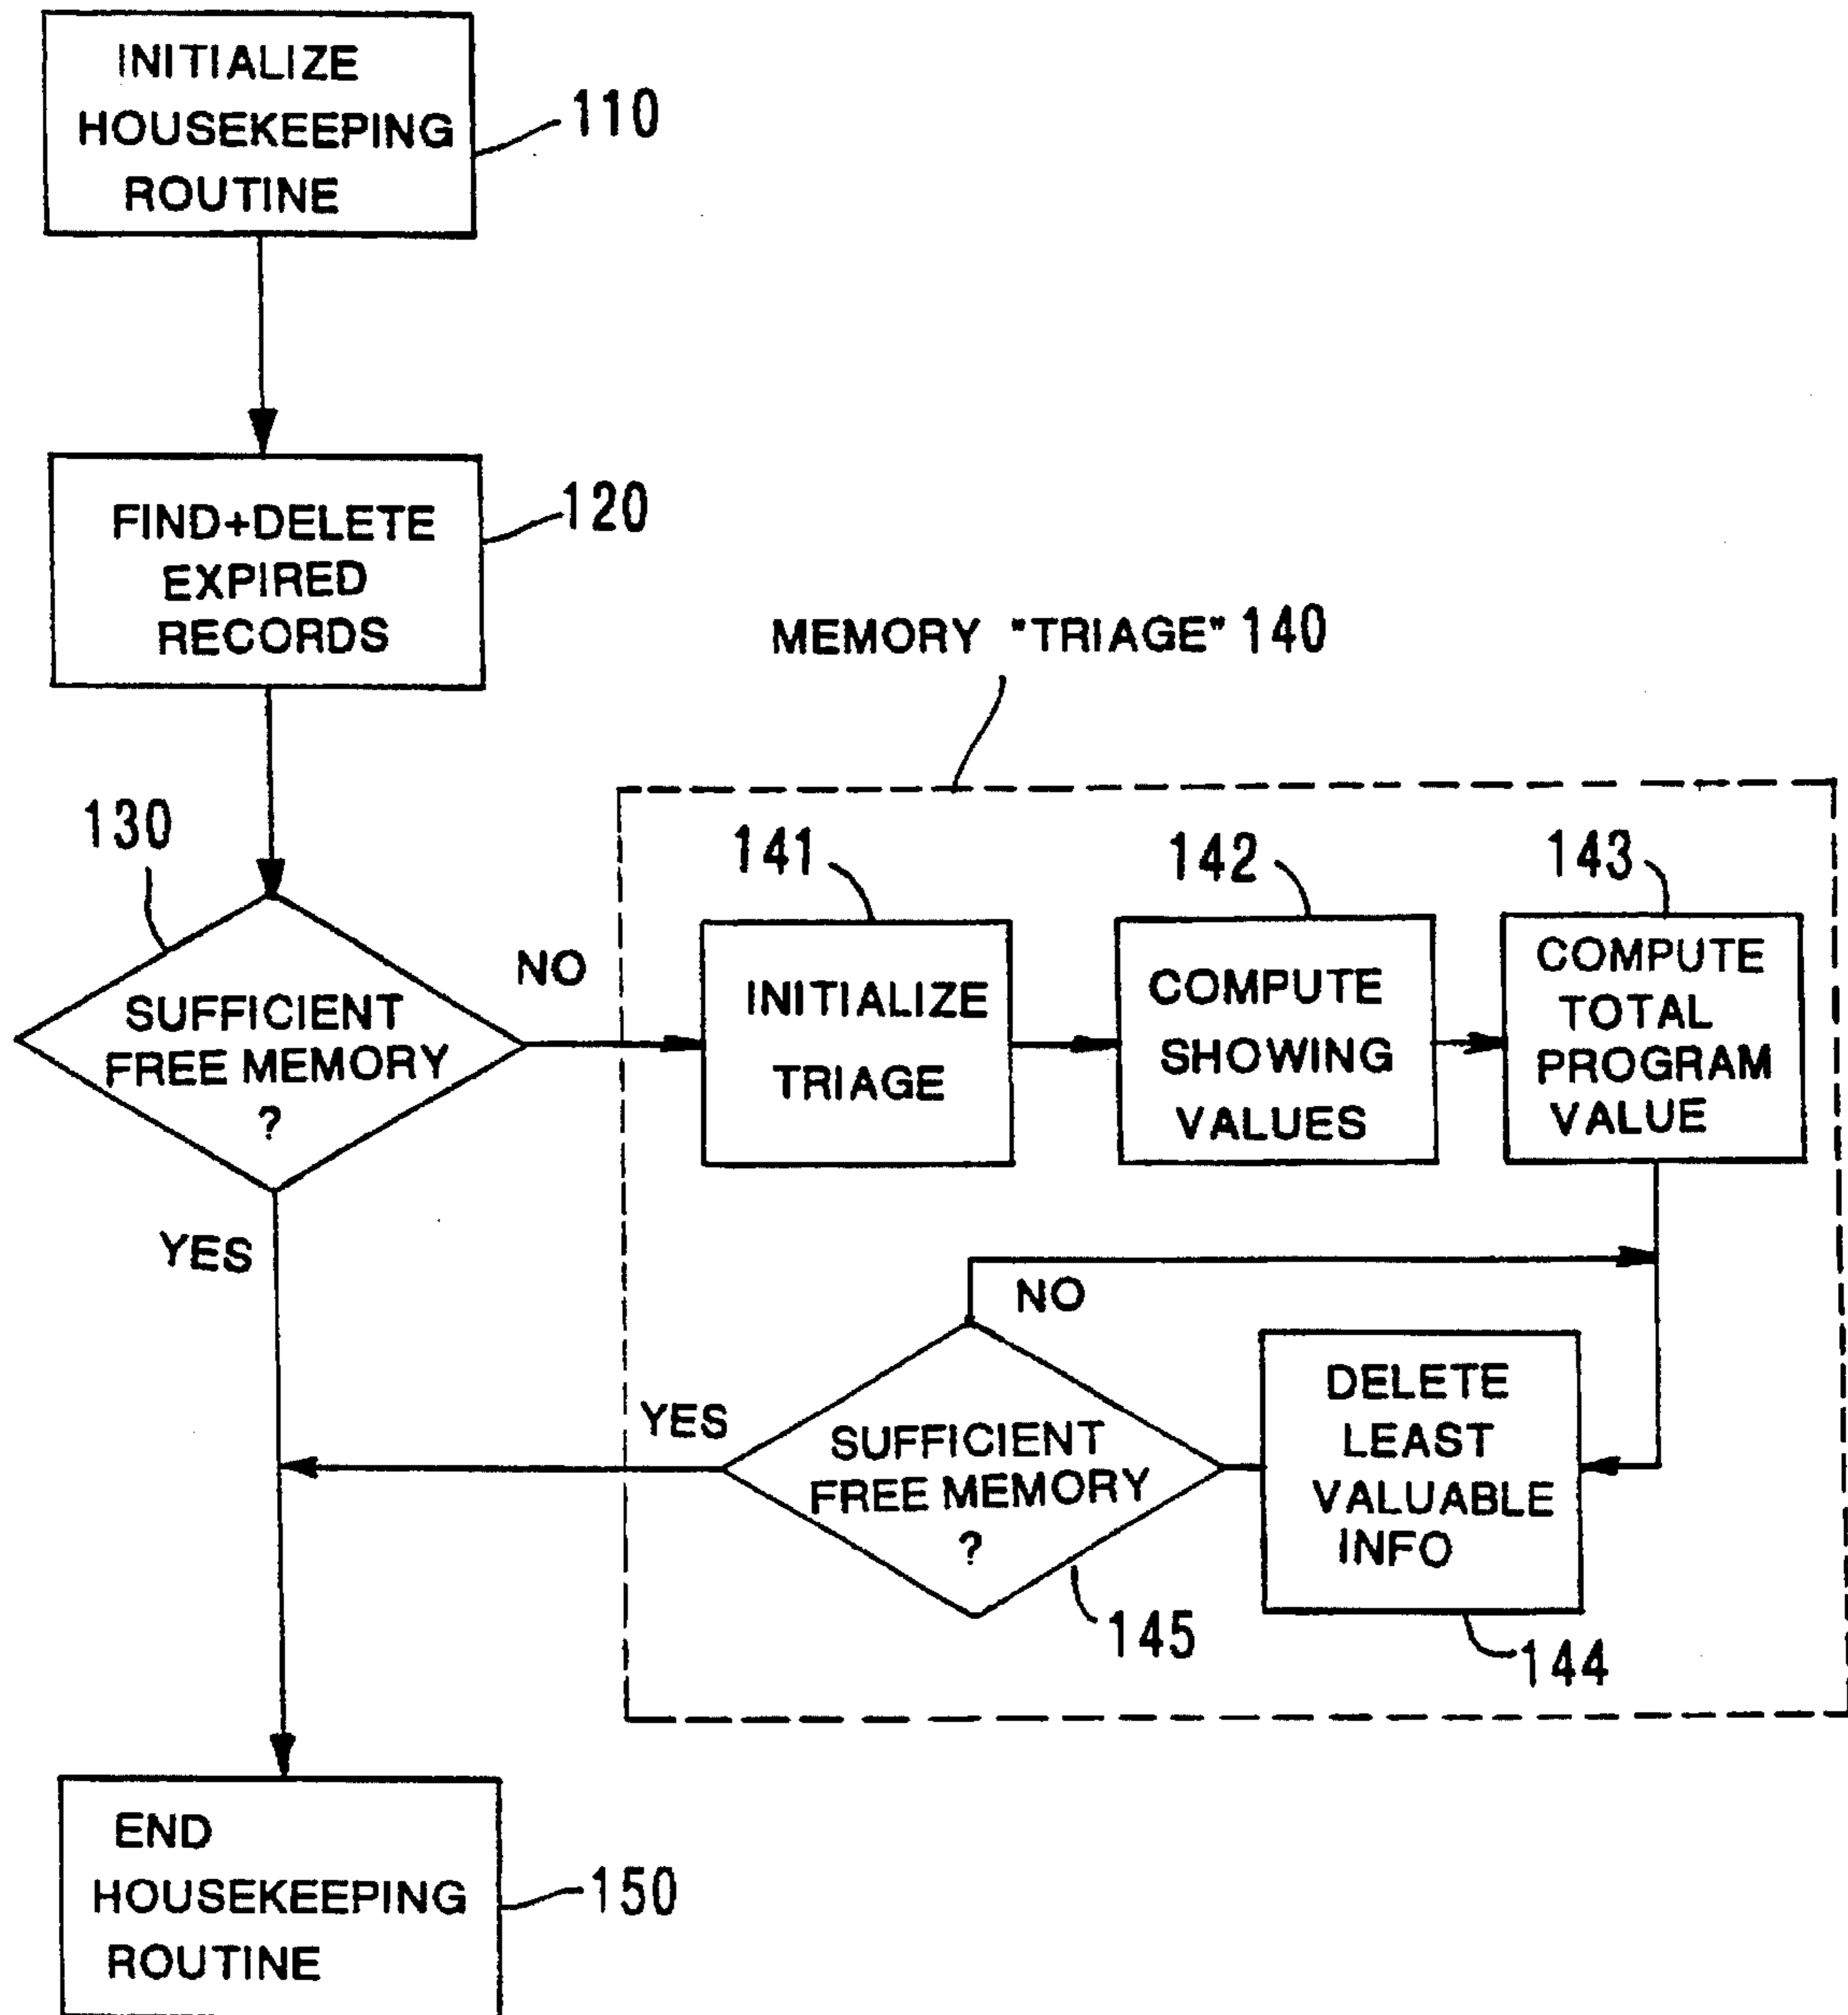 INITIALIZE
HOUSEKEEPING
ROUTINE
110
FIND+DELETE
EXPIRED
RECORDS
120
MEMORY "TRIAGE" 140
130
SUFFICIENT
FREE MEMORY
?
NO
YES
141
INITIALIZE
TRIAGE
142
COMPUTE
SHOWING
VALUES
143
COMPUTE
TOTAL
PROGRAM
VALUE
NO
YES
SUFFICIENT
FREE MEMORY
?
145
DELETE
LEAST
VALUABLE
INFO
144
END
HOUSEKEEPING
ROUTINE
150